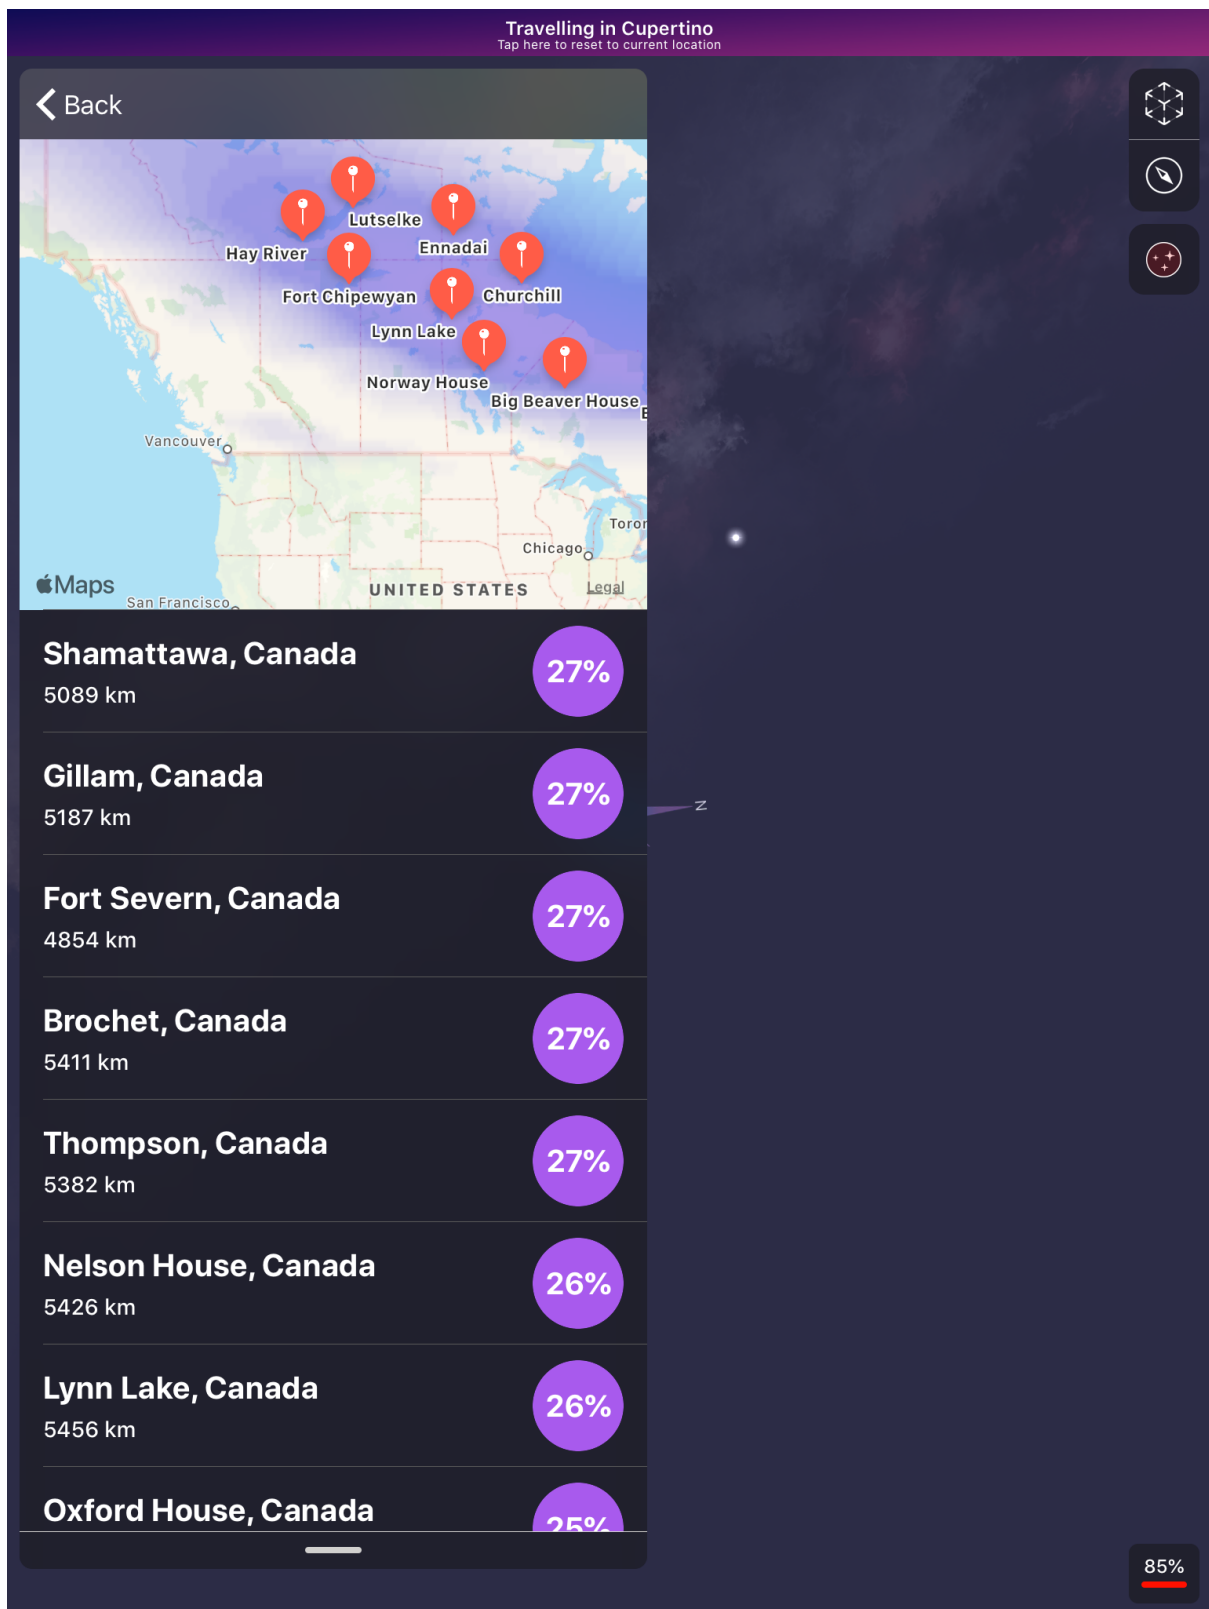 Travelling in Cupertino
Tap here to reset to current location
Back
Lutselke
Hay River
Ennadai
Fort Chipewyan
Churchill
Lynn Lake
Norway House
Big Beaver House
Vancouver
Chicago
UNITED STATES
Legal
Maps
San Francisco
Shamattawa, Canada
27%
5089 km
Gillam, Canada
27%
5187 km
N
Fort Severn, Canada
27%
4854 km
Brochet, Canada
27%
5411 km
Thompson, Canada
27%
5382 km
Nelson House, Canada
26%
5426 km
Lynn Lake, Canada
26%
5456 km
Oxford House, Canada
25%
85%